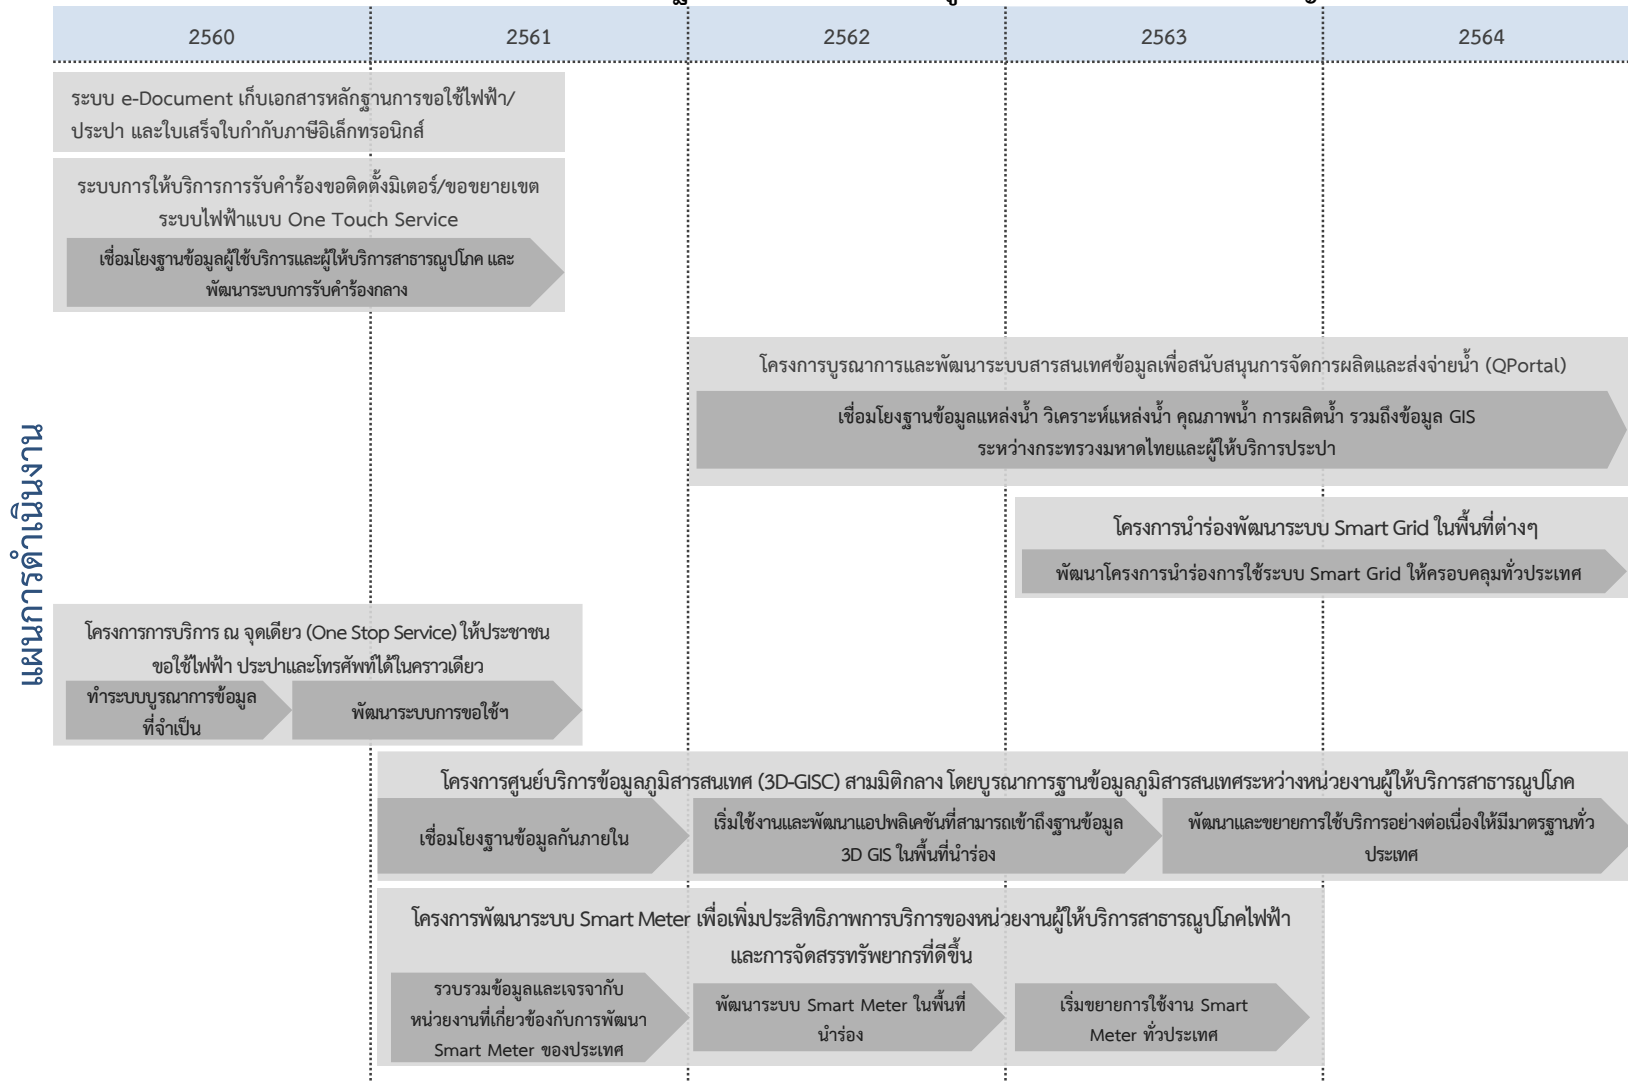 2560
2561
2562
2563
2564
แผนการดำเนินงาน
ระบบ e-Document เก็บเอกสารหลักฐานการขอใช้ไฟฟ้า/
ประปา และใบเสร็จใบกำกับภาษีอิเล็กทรอนิกส์
ระบบการให้บริการการรับคำร้องขอติดตั้งมิเตอร์/ขอขยายเขต
ระบบไฟฟ้าแบบ One Touch Service
เชื่อมโยงฐานข้อมูลผู้ใช้บริการและผู้ให้บริการสาธารณูปโภค และ
พัฒนาระบบการรับคำร้องกลาง
โครงการบูรณาการและพัฒนาระบบสารสนเทศข้อมูลเพื่อสนับสนุนการจัดการผลิตและส่งจ่ายน้ำ (QPortal)
เชื่อมโยงฐานข้อมูลแหล่งน้ำ วิเคราะห์แหล่งน้ำ คุณภาพน้ำ การผลิตน้ำ รวมถึงข้อมูล GIS
ระหว่างกระทรวงมหาดไทยและผู้ให้บริการประปา
โครงการนำร่องพัฒนาระบบ Smart Grid ในพื้นที่ต่างๆ
พัฒนาโครงการนำร่องการใช้ระบบ Smart Grid ให้ครอบคลุมทั่วประเทศ
โครงการการบริการ ณ จุดเดียว (One Stop Service) ให้ประชาชน
ขอใช้ไฟฟ้า ประปาและโทรศัพท์ได้ในคราวเดียว
ทำระบบบูรณาการข้อมูล
ที่จำเป็น
พัฒนาระบบการขอใช้ฯ
โครงการศูนย์บริการข้อมูลภูมิสารสนเทศ (3D-GISC) สามมิติกลาง โดยบูรณาการฐานข้อมูลภูมิสารสนเทศระหว่างหน่วยงานผู้ให้บริการสาธารณูปโภค
เชื่อมโยงฐานข้อมูลกันภายใน
เริ่มใช้งานและพัฒนาแอปพลิเคชันที่สามารถเข้าถึงฐานข้อมูล
3D GIS ในพื้นที่นำร่อง
พัฒนาและขยายการใช้บริการอย่างต่อเนื่องให้มีมาตรฐานทั่ว
ประเทศ
โครงการพัฒนาระบบ Smart Meter เพื่อเพิ่มประสิทธิภาพการบริการของหน่วยงานผู้ให้บริการสาธารณูปโภคไฟฟ้า
และการจัดสรรทรัพยากรที่ดีขึ้น
รวบรวมข้อมูลและเจรจากับ
หน่วยงานที่เกี่ยวข้องกับการพัฒนา
Smart Meter ของประเทศ
พัฒนาระบบ Smart Meter ในพื้นที่
นำร่อง
เริ่มขยายการใช้งาน Smart
Meter ทั่วประเทศ